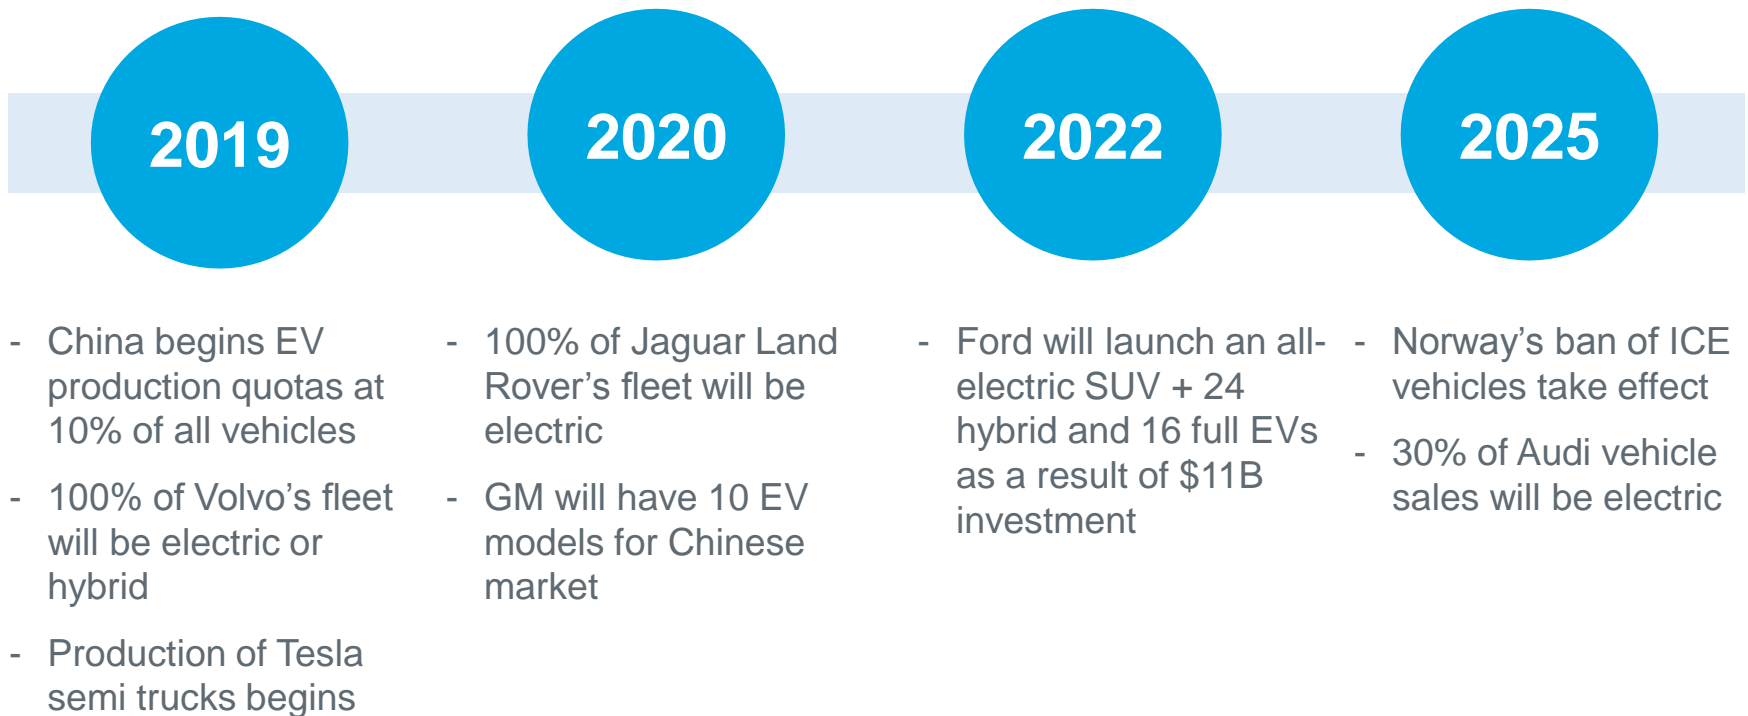 2019
2020
2022
2025
- China begins EV
production quotas at
10% of all vehicles
- 100% of Volvo’s fleet
will be electric or
hybrid
- Production of Tesla
semi trucks begins
- 100% of Jaguar Land
Rover’s fleet will be
electric
- GM will have 10 EV
models for Chinese
market
- Ford will launch an all-
electric SUV + 24
hybrid and 16 full EVs
as a result of $11B
investment
- Norway’s ban of ICE
vehicles take effect
- 30% of Audi vehicle
sales will be electric